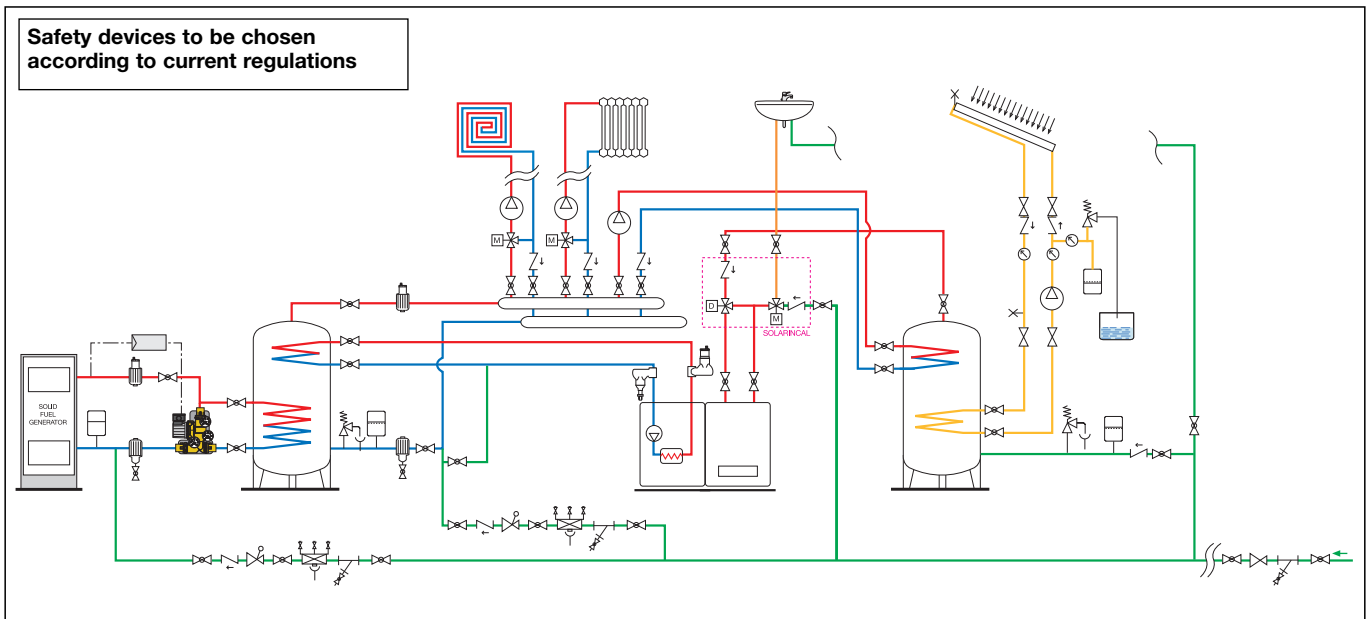 Safety devices to be chosen
according to current regulations
M
M
D
M
SOLARINCAL
SOLID
FUEL
GENERATOR